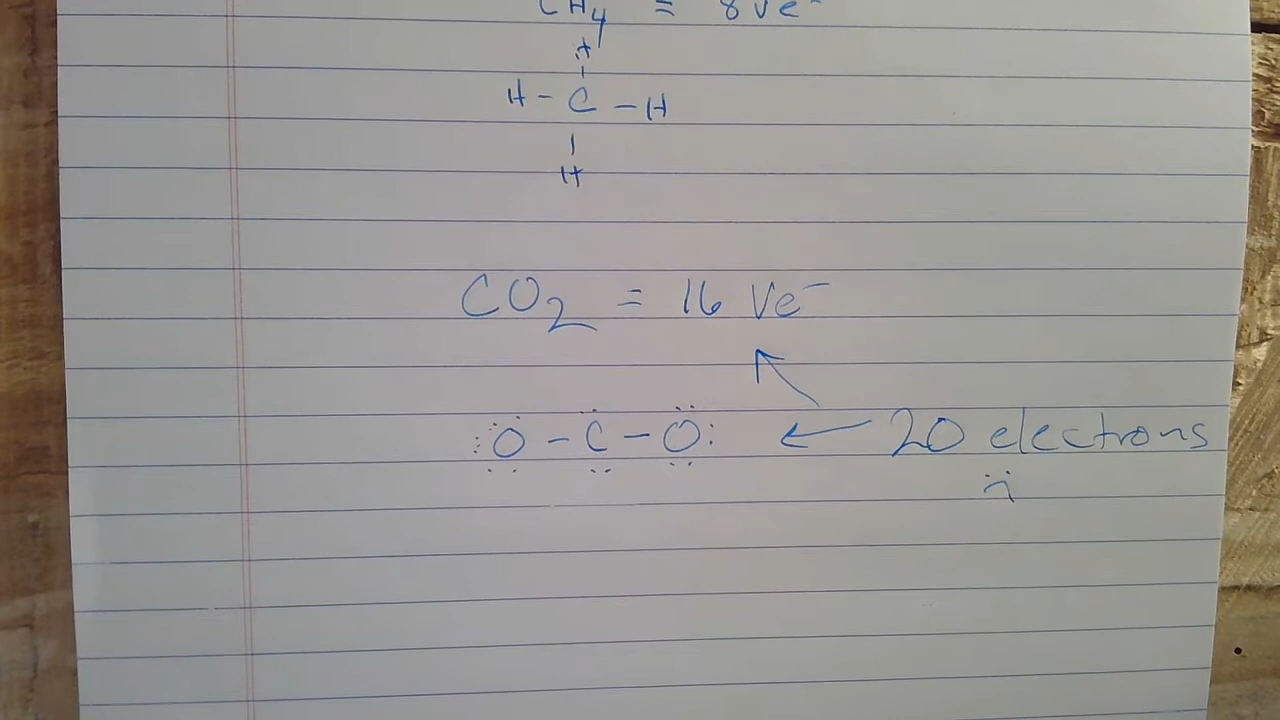 CH4 = 8 Ve-
H
H - C - H
H
CO2 = 16 Ve-
:O - C - O: ← 20 electrons